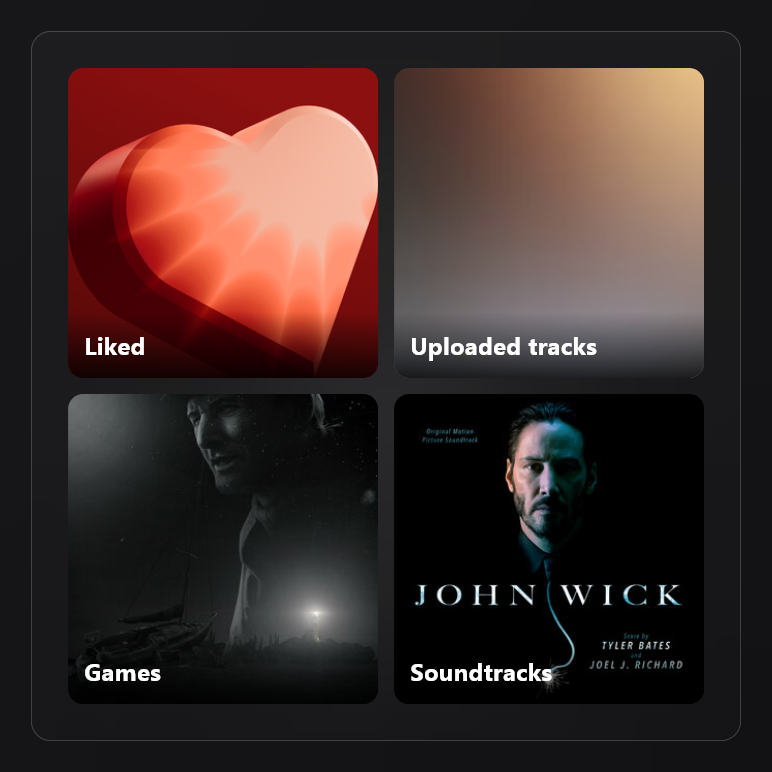 Liked
Uploaded tracks
Games
Original Motion
Picture Soundtrack
JOHN WICK
Score by
TYLER BATES
and
JOEL J. RICHARD
Soundtracks